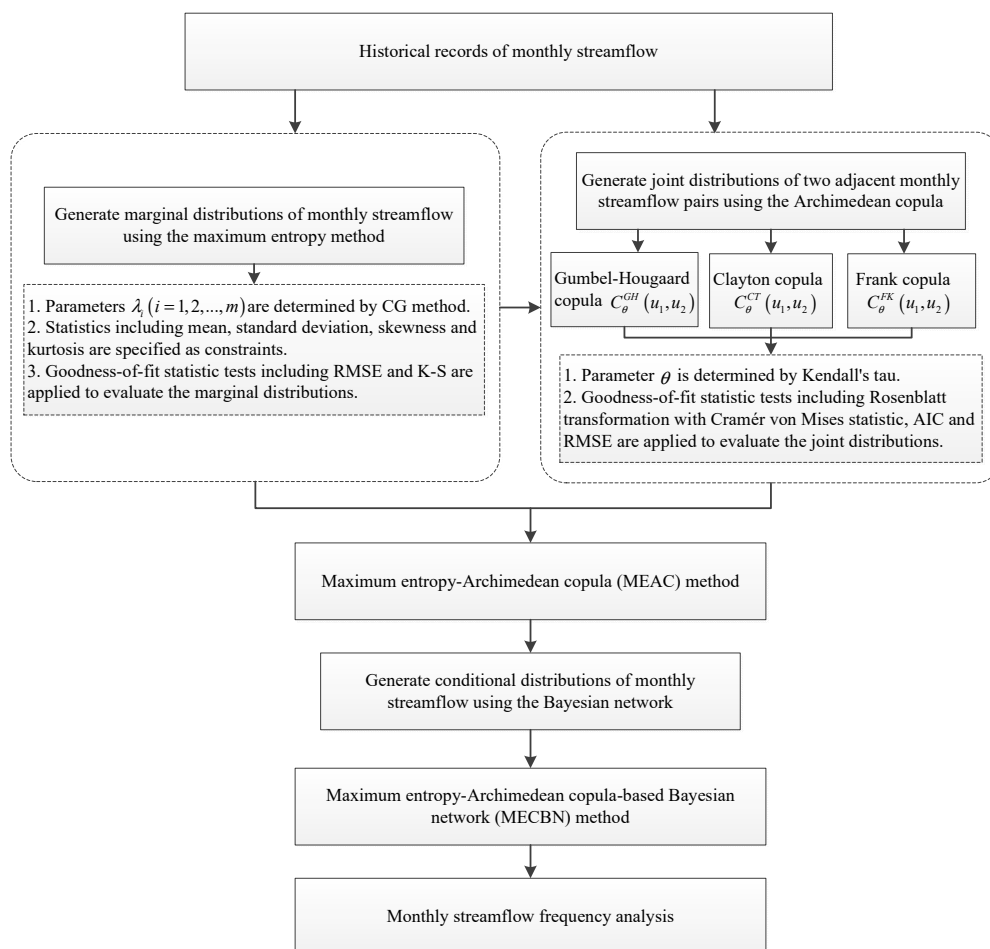 Historical records of monthly streamflow
Generate marginal distributions of monthly streamflow
using the maximum entropy method
1. Parameters λᵢ (i = 1,2,...,m) are determined by CG method.
2. Statistics including mean, standard deviation, skewness and
kurtosis are specified as constraints.
3. Goodness-of-fit statistic tests including RMSE and K-S are
applied to evaluate the marginal distributions.
Generate joint distributions of two adjacent monthly
streamflow pairs using the Archimedean copula
Gumbel-Hougaard
copula C_θ^{GH}(u₁,u₂)
Clayton copula
C_θ^{CT}(u₁,u₂)
Frank copula
C_θ^{FK}(u₁,u₂)
1. Parameter θ is determined by Kendall's tau.
2. Goodness-of-fit statistic tests including Rosenblatt
transformation with Cramér von Mises statistic, AIC and
RMSE are applied to evaluate the joint distributions.
Maximum entropy-Archimedean copula (MEAC) method
Generate conditional distributions of monthly
streamflow using the Bayesian network
Maximum entropy-Archimedean copula-based Bayesian
network (MECBN) method
Monthly streamflow frequency analysis